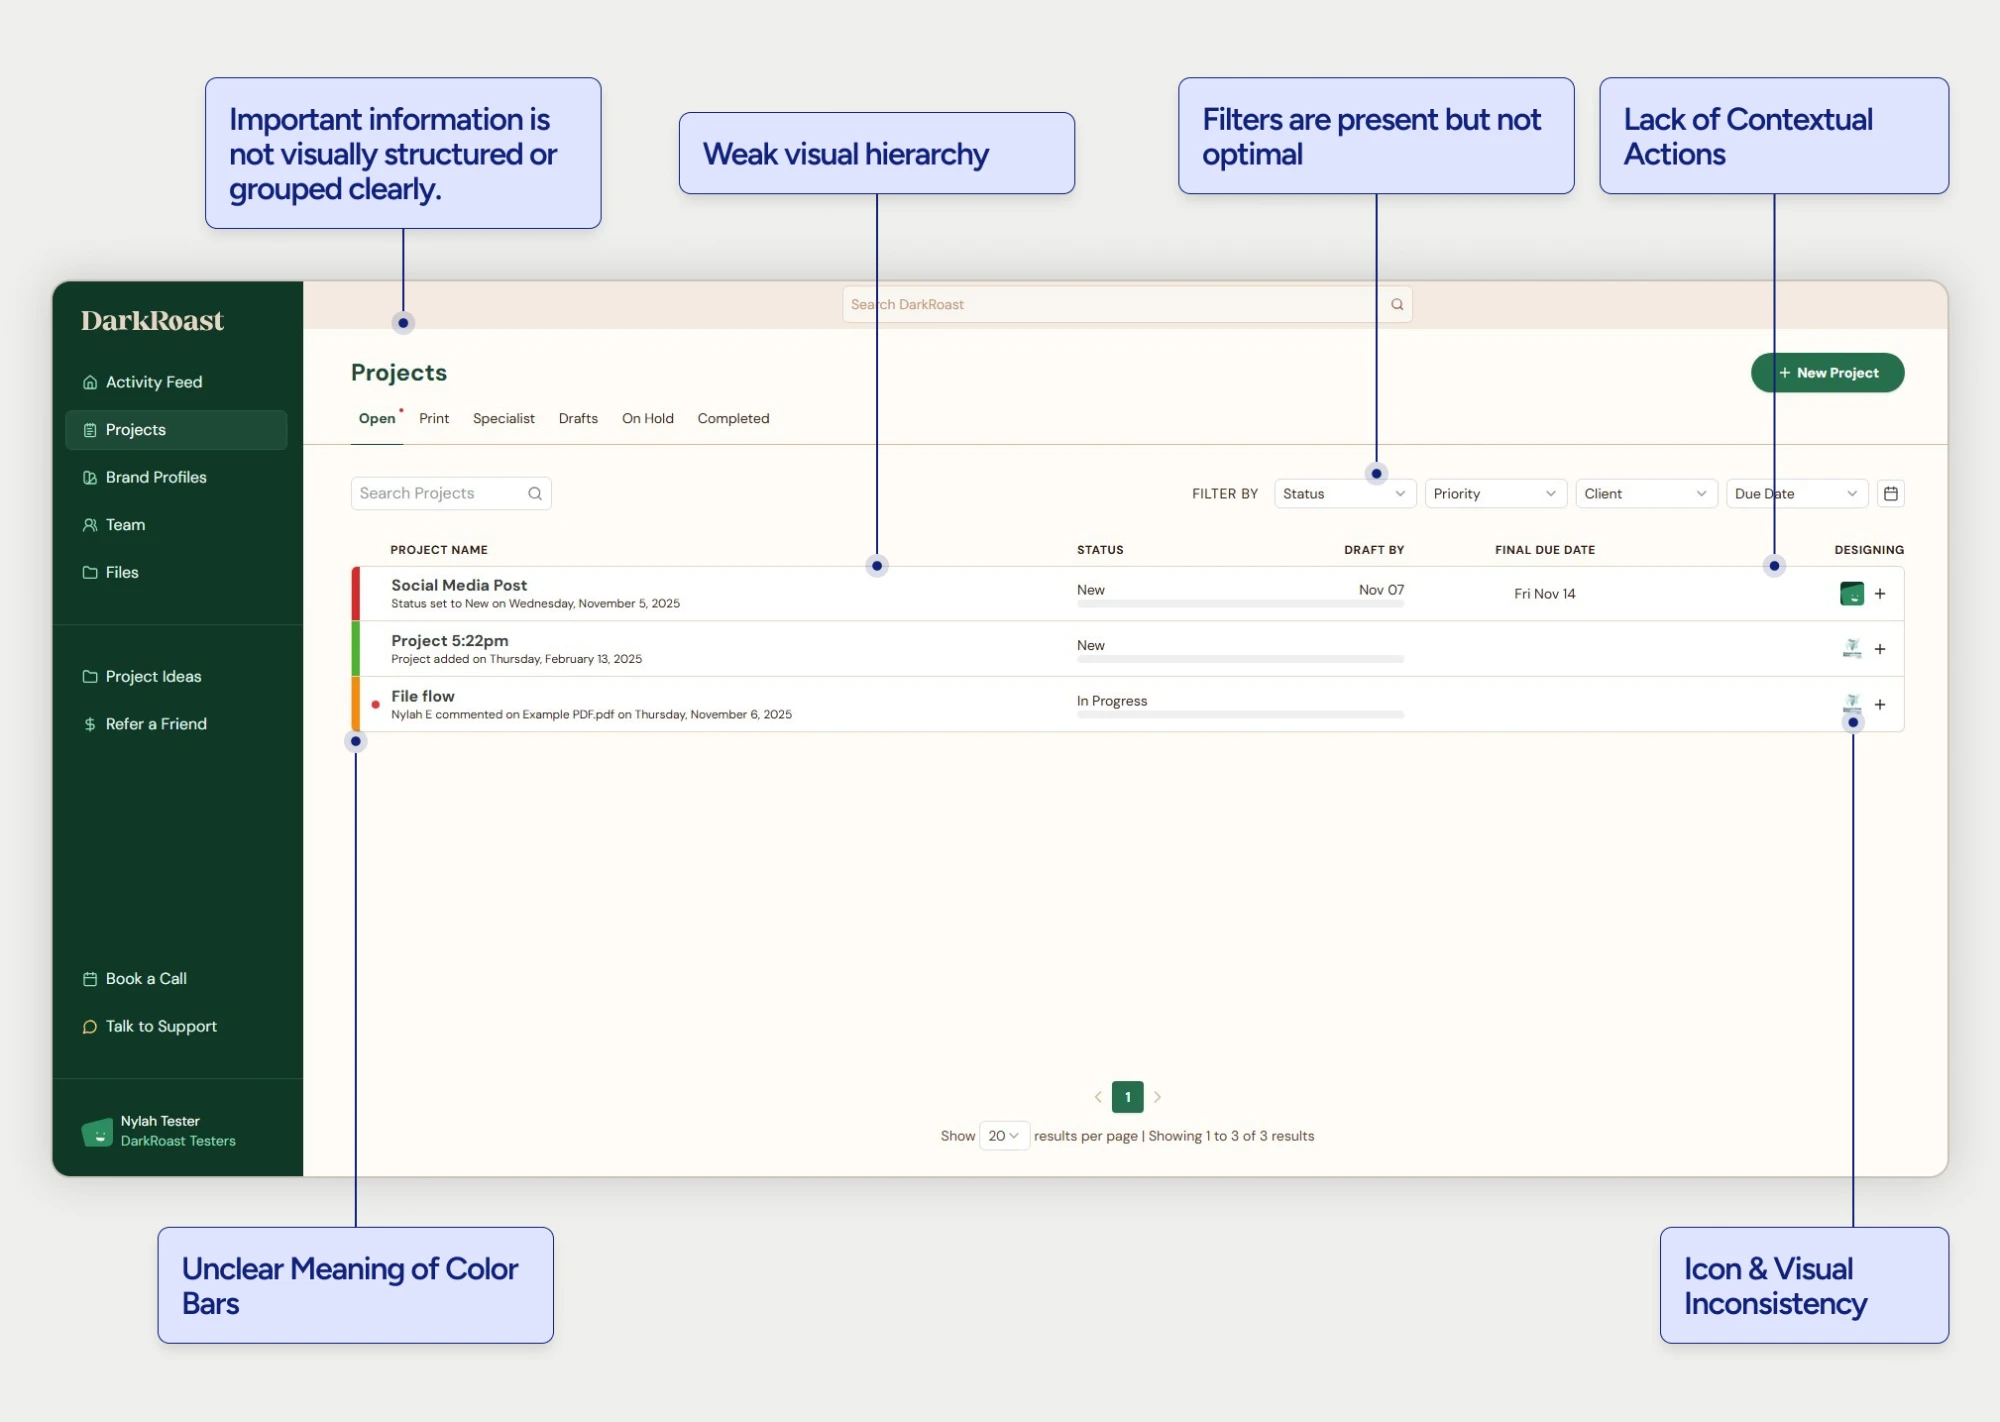 Important information is
not visually structured or
grouped clearly.
Weak visual hierarchy
Filters are present but not
optimal
Lack of Contextual
Actions
DarkRoast
Activity Feed
Projects
Brand Profiles
Team
Files
Project Ideas
Refer a Friend
Book a Call
Talk to Support
Nylah Tester
DarkRoast Testers
Search DarkRoast
Projects
+ New Project
Open Print Specialist Drafts On Hold Completed
Search Projects
FILTER BY Status Priority Client Due Date
PROJECT NAME STATUS DRAFT BY FINAL DUE DATE DESIGNING
Social Media Post
Status set to New on Wednesday, November 5, 2025
New Nov 07 Fri Nov 14 +
Project 5:22pm
Project added on Thursday, February 13, 2025
New +
File flow
Nylah E commented on Example PDF.pdf on Thursday, November 6, 2025
In Progress +
1
Show 20 results per page | Showing 1 to 3 of 3 results
Unclear Meaning of Color
Bars
Icon & Visual
Inconsistency